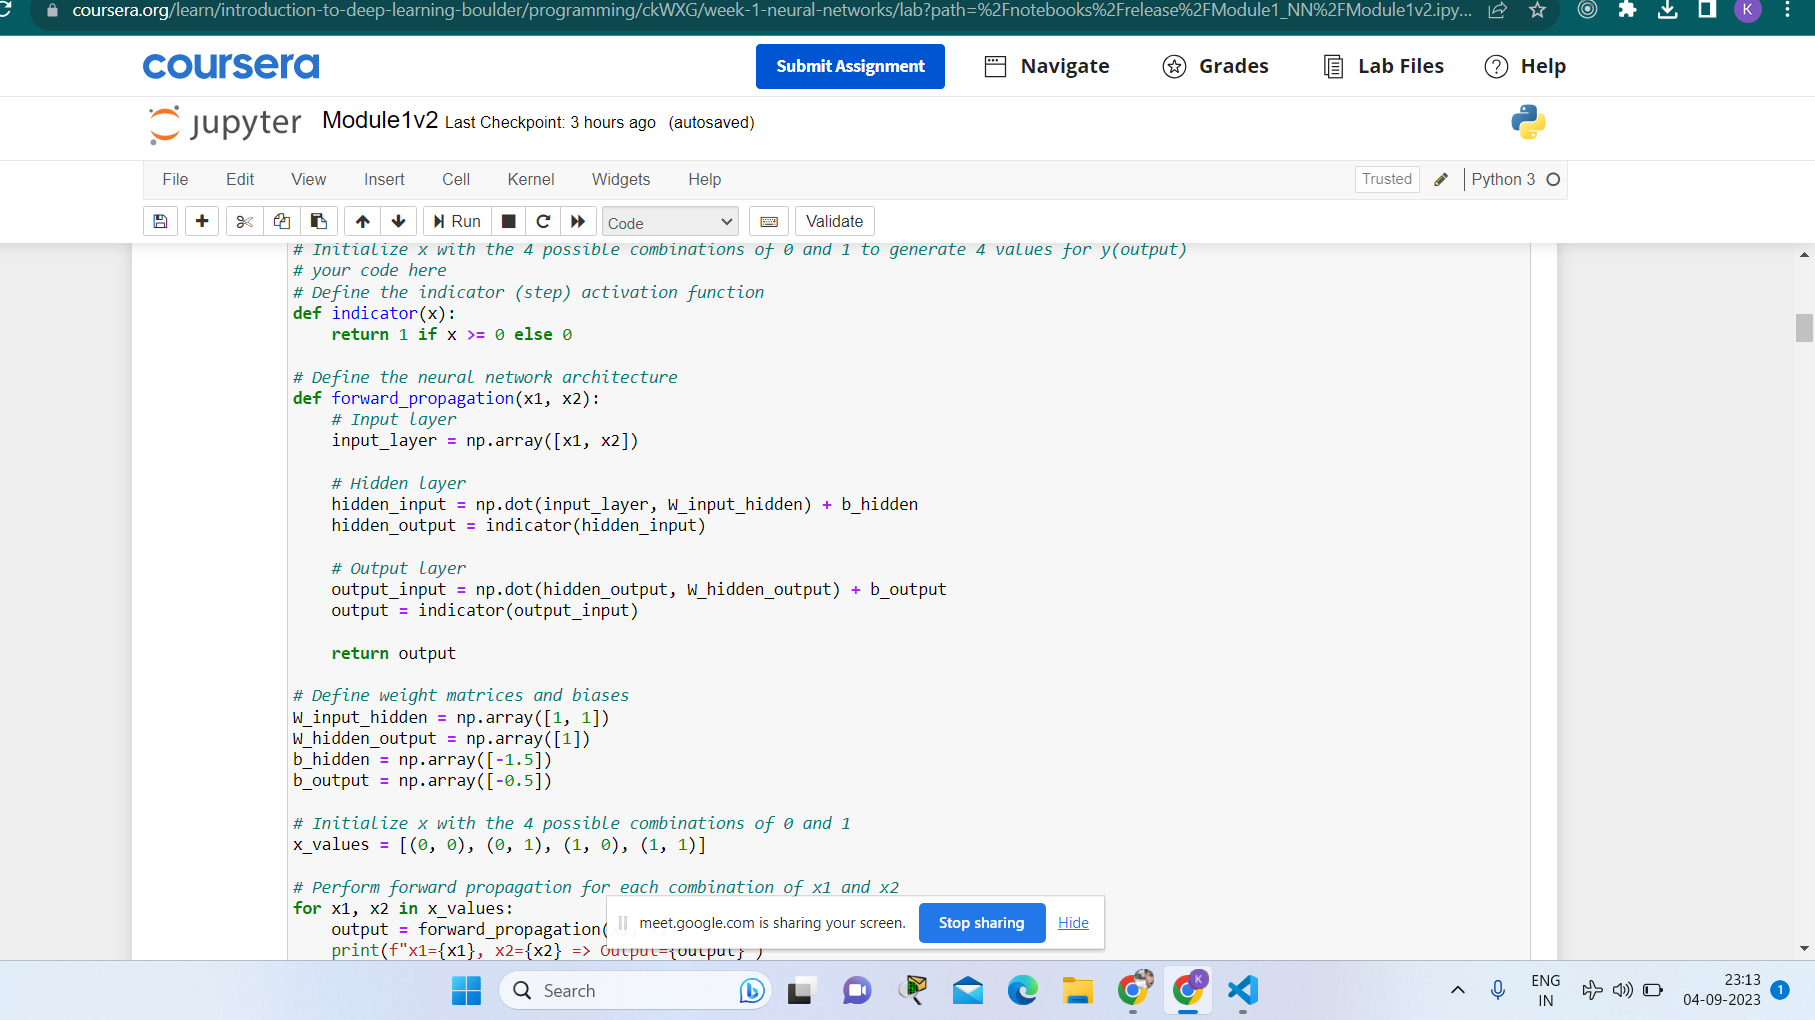 coursera.org/learn/introduction-to-deep-learning-boulder/programming/ckWXG/week-1-neural-networks/lab?path=%2Fnotebooks%2Frelease%2FModule1_NN%2FModule1v2.ipy...
K
coursera
Submit Assignment
Navigate
Grades
Lab Files
? Help
jupyter Module1v2 Last Checkpoint: 3 hours ago (autosaved)
File Edit View Insert Cell Kernel Widgets Help
Trusted
Python 3
Run
Code
Validate
# Initialize x with the 4 possible combinations of 0 and 1 to generate 4 values for y(output)
# your code here
# Define the indicator (step) activation function
def indicator(x):
    return 1 if x >= 0 else 0
# Define the neural network architecture
def forward_propagation(x1, x2):
    # Input layer
    input_layer = np.array([x1, x2])
    # Hidden layer
    hidden_input = np.dot(input_layer, W_input_hidden) + b_hidden
    hidden_output = indicator(hidden_input)
    # Output layer
    output_input = np.dot(hidden_output, W_hidden_output) + b_output
    output = indicator(output_input)
    return output
# Define weight matrices and biases
W_input_hidden = np.array([1, 1])
W_hidden_output = np.array([1])
b_hidden = np.array([-1.5])
b_output = np.array([-0.5])
# Initialize x with the 4 possible combinations of 0 and 1
x_values = [(0, 0), (0, 1), (1, 0), (1, 1)]
# Perform forward propagation for each combination of x1 and x2
for x1, x2 in x_values:
    output = forward_propagation(
    print(f"x1={x1}, x2={x2} => Output={output}")
meet.google.com is sharing your screen.
Stop sharing
Hide
Search
K
ENG
IN
23:13
04-09-2023
1